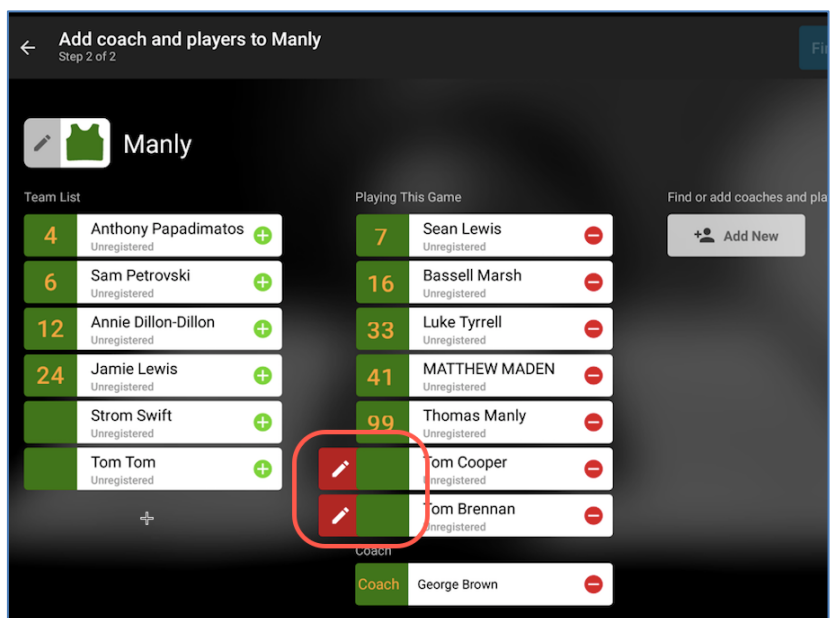 Add coach and players to Manly
Step 2 of 2
Manly
Team List
4
Anthony Papadimatos
Unregistered
6
Sam Petrovski
Unregistered
12
Annie Dillon-Dillon
Unregistered
24
Jamie Lewis
Unregistered
Strom Swift
Unregistered
Tom Tom
Unregistered
Playing This Game
7
Sean Lewis
Unregistered
16
Bassell Marsh
Unregistered
33
Luke Tyrrell
Unregistered
41
MATTHEW MADEN
Unregistered
99
Thomas Manly
Unregistered
Tom Cooper
Unregistered
Tom Brennan
Unregistered
Coach
Coach
George Brown
Find or add coaches and pla
Add New